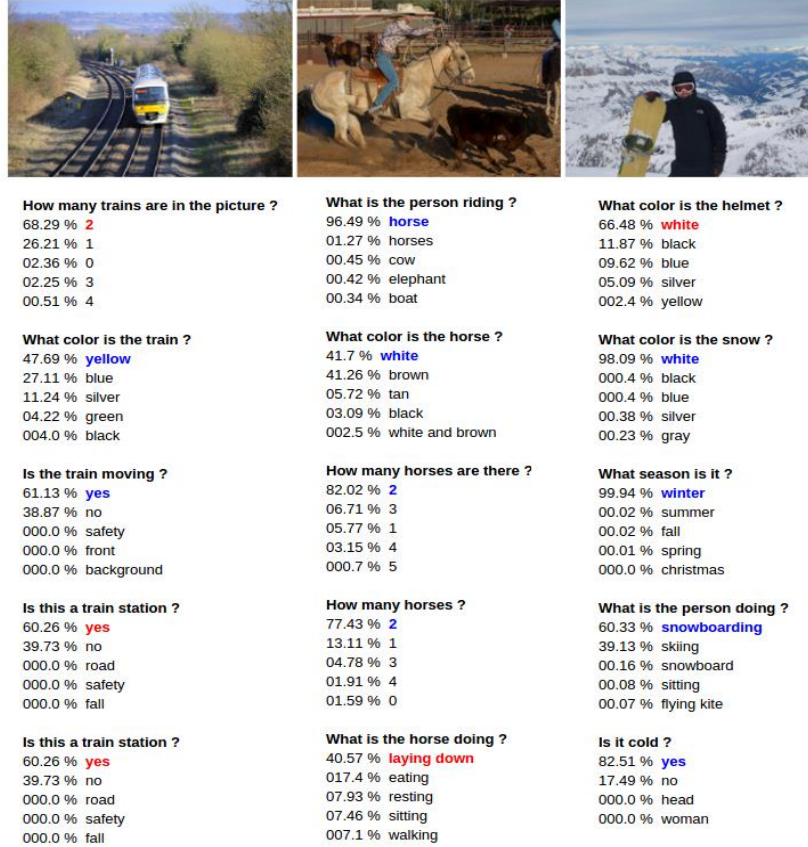 How many trains are in the picture ?
68.29 % 2
26.21 % 1
02.36 % 0
02.25 % 3
00.51 % 4
What color is the train ?
47.69 % yellow
27.11 % blue
11.24 % silver
04.22 % green
004.0 % black
Is the train moving ?
61.13 % yes
38.87 % no
000.0 % safety
000.0 % front
000.0 % background
Is this a train station ?
60.26 % yes
39.73 % no
000.0 % road
000.0 % safety
000.0 % fall
Is this a train station ?
60.26 % yes
39.73 % no
000.0 % road
000.0 % safety
000.0 % fall
What is the person riding ?
96.49 % horse
01.27 % horses
00.45 % cow
00.42 % elephant
00.34 % boat
What color is the horse ?
41.7 % white
41.26 % brown
05.72 % tan
03.09 % black
002.5 % white and brown
How many horses are there ?
82.02 % 2
06.71 % 3
05.77 % 1
03.15 % 4
000.7 % 5
How many horses ?
77.43 % 2
13.11 % 1
04.78 % 3
01.91 % 4
01.59 % 0
What is the horse doing ?
40.57 % laying down
017.4 % eating
07.93 % resting
07.46 % sitting
007.1 % walking
What color is the helmet ?
66.48 % white
11.87 % black
09.62 % blue
05.09 % silver
002.4 % yellow
What color is the snow ?
98.09 % white
000.4 % black
000.4 % blue
00.38 % silver
00.23 % gray
What season is it ?
99.94 % winter
00.02 % summer
00.02 % fall
00.01 % spring
000.0 % christmas
What is the person doing ?
60.33 % snowboarding
39.13 % skiing
00.16 % snowboard
00.08 % sitting
00.07 % flying kite
Is it cold ?
82.51 % yes
17.49 % no
000.0 % head
000.0 % woman